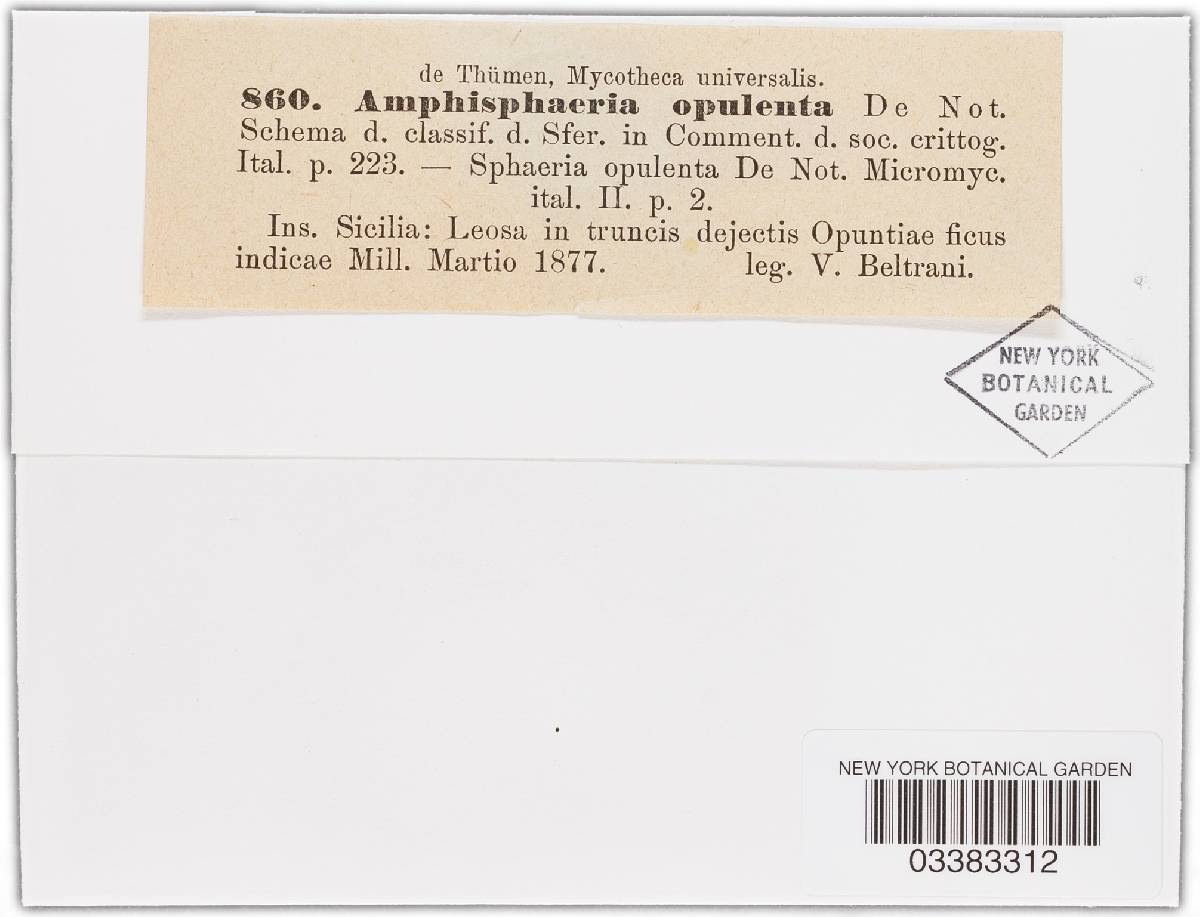 de Thümen, Mycotheca universalis.
860. Amphisphaeria opulenta De Not.
Schema d. classif. d. Sfer. in Comment. d. soc. crittog.
Ital. p. 223. — Sphaeria opulenta De Not. Micromyc.
ital. II. p. 2.
Ins. Sicilia: Leosa in truncis dejectis Opuntiae ficus
indicae Mill. Martio 1877. leg. V. Beltrani.
NEW YORK
BOTANICAL
GARDEN
NEW YORK BOTANICAL GARDEN
03383312